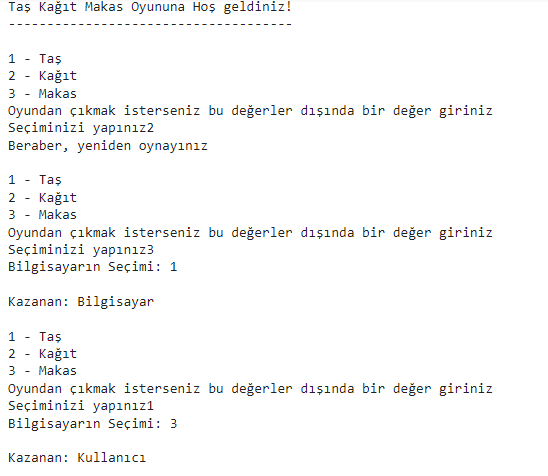 Taş Kağıt Makas Oyununa Hoş geldiniz!
-------------------------------------
1 - Taş
2 - Kağıt
3 - Makas
Oyundan çıkmak isterseniz bu değerler dışında bir değer giriniz
Seçiminizi yapınız2
Beraber, yeniden oynayınız
1 - Taş
2 - Kağıt
3 - Makas
Oyundan çıkmak isterseniz bu değerler dışında bir değer giriniz
Seçiminizi yapınız3
Bilgisayarın Seçimi: 1
Kazanan: Bilgisayar
1 - Taş
2 - Kağıt
3 - Makas
Oyundan çıkmak isterseniz bu değerler dışında bir değer giriniz
Seçiminizi yapınız1
Bilgisayarın Seçimi: 3
Kazanan: Kullanıcı